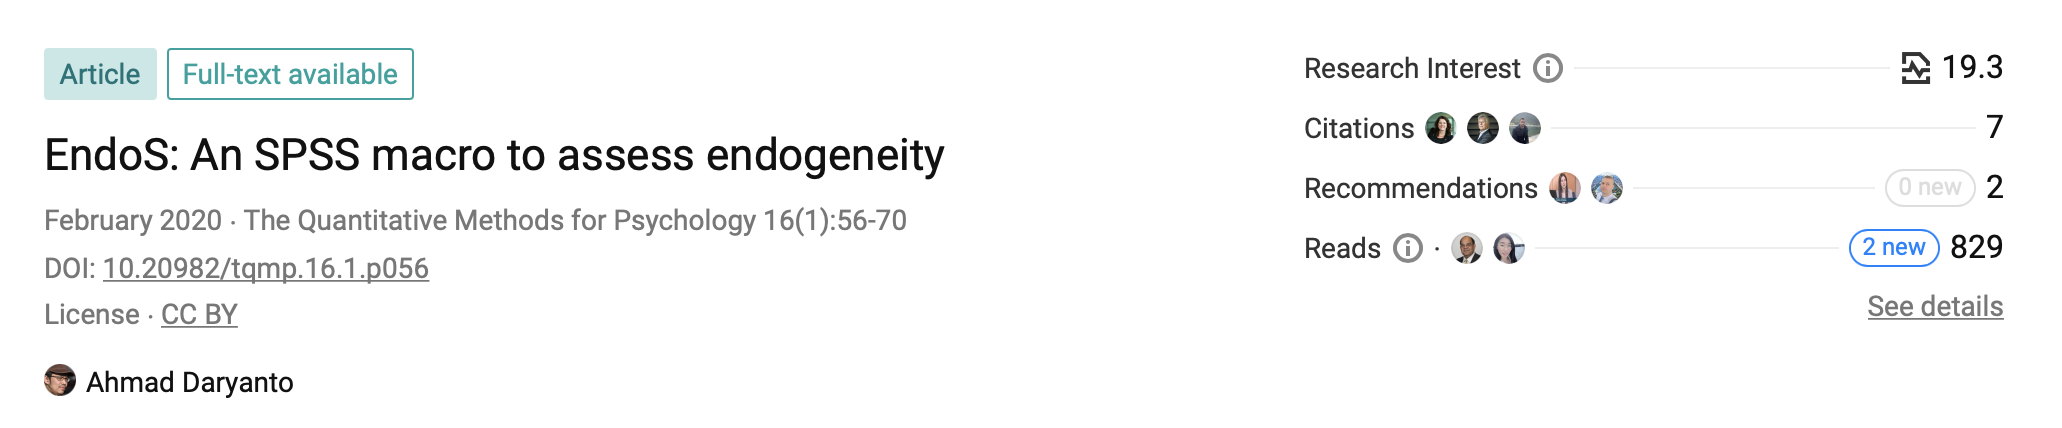 Article Full-text available
EndoS: An SPSS macro to assess endogeneity
February 2020 · The Quantitative Methods for Psychology 16(1):56-70
DOI: 10.20982/tqmp.16.1.p056
License · CC BY
Ahmad Daryanto
Research Interest 19.3
Citations 7
Recommendations 0 new 2
Reads · 2 new 829
See details